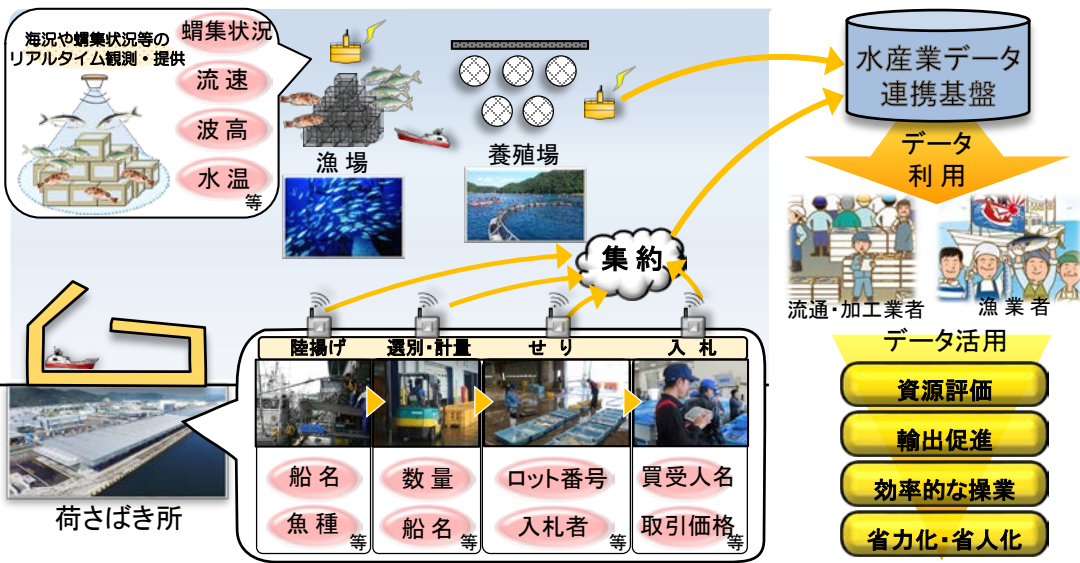 海況や蝟集状況等の
リアルタイム観測・提供
蝟集状況
流速
波高
水温
等
漁場
養殖場
水産業データ
連携基盤
データ
利用
集約
流通・加工業者
漁業者
データ活用
資源評価
輸出促進
効率的な操業
省力化・省人化
荷さばき所
陸揚げ
選別・計量
せり
入札
船名
魚種
等
数量
船名
等
ロット番号
入札者
等
買受人名
取引価格
等